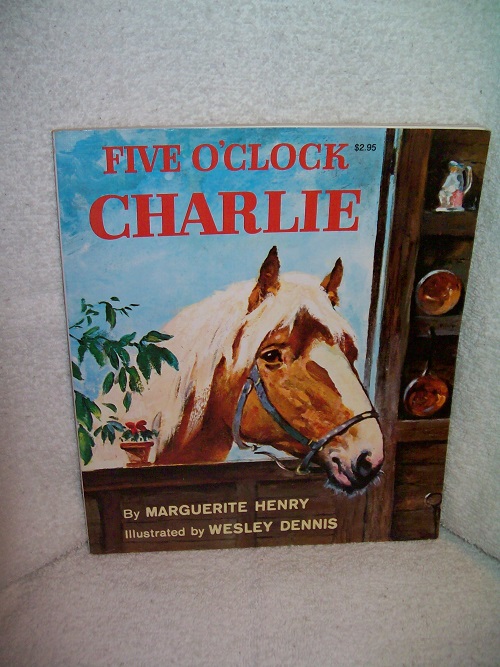 FIVE O'CLOCK $2.95
CHARLIE
By MARGUERITE HENRY
Illustrated by WESLEY DENNIS